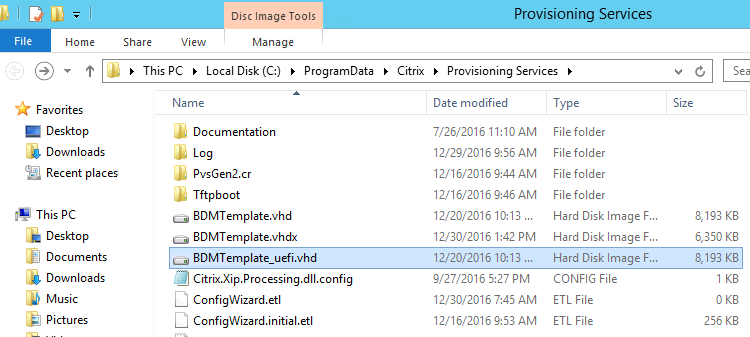 Disc Image Tools
Provisioning Services
File Home Share View Manage
This PC Local Disk (C:) ProgramData Citrix Provisioning Services Sea
Favorites
Desktop
Downloads
Recent places
This PC
Desktop
Documents
Downloads
Music
Pictures
Name Date modified Type Size
Documentation 7/26/2016 11:10 AM File folder
Log 12/29/2016 9:56 AM File folder
PvsGen2.cr 12/16/2016 9:44 AM File folder
Tftpboot 12/16/2016 9:46 AM File folder
BDMTemplate.vhd 12/20/2016 10:13 ... Hard Disk Image F... 8,193 KB
BDMTemplate.vhdx 12/30/2016 1:42 PM Hard Disk Image F... 6,350 KB
BDMTemplate_uefi.vhd 12/20/2016 10:13 ... Hard Disk Image F... 8,193 KB
Citrix.Xip.Processing.dll.config 9/27/2016 5:27 PM CONFIG File 1 KB
ConfigWizard.etl 12/30/2016 7:45 AM ETL File 0 KB
ConfigWizard.initial.etl 12/16/2016 9:53 AM ETL File 256 KB